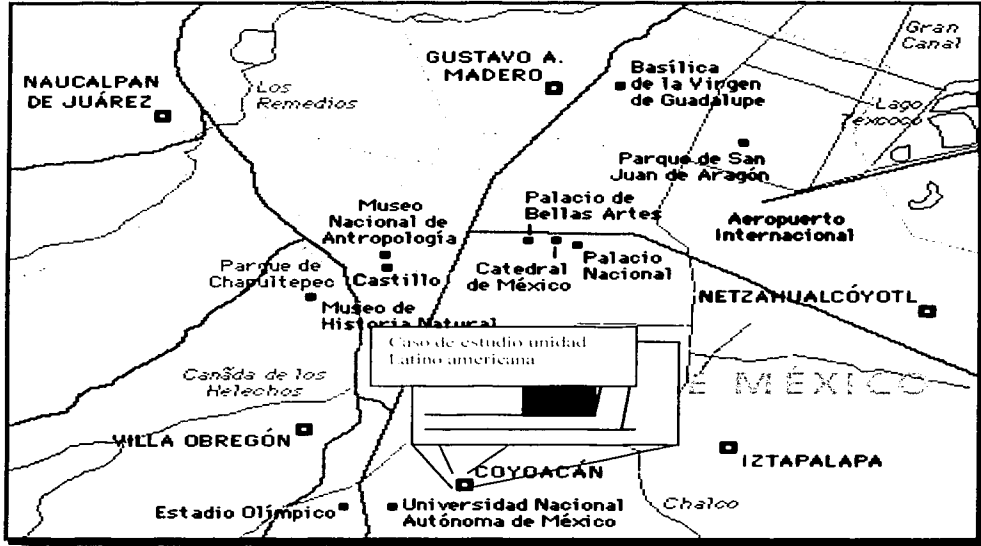 Gran
Canal
GUSTAVO A.
MADERO
Basílica
de la Virgen
de Guadalupe
NAUCALPAN
DE JUÁREZ
Los
Remedios
Lago
Texcoco
Parque de San
Juan de Aragón
Museo
Nacional de
Antropología
Palacio de
Bellas Artes
Aeropuerto
Internacional
Parque de
Chapultepec
Castillo
Catedral
de México
Palacio
Nacional
Museo de
Historia Natural
NETZAHUALCÓYOTL
Caso de estudio unidad
Latino americana
Cañada de los
Helechos
E MÉXICO
VILLA OBREGÓN
IZTAPALAPA
COYOACÁN
Estadio Olímpico
Universidad Nacional
Autónoma de México
Chalco